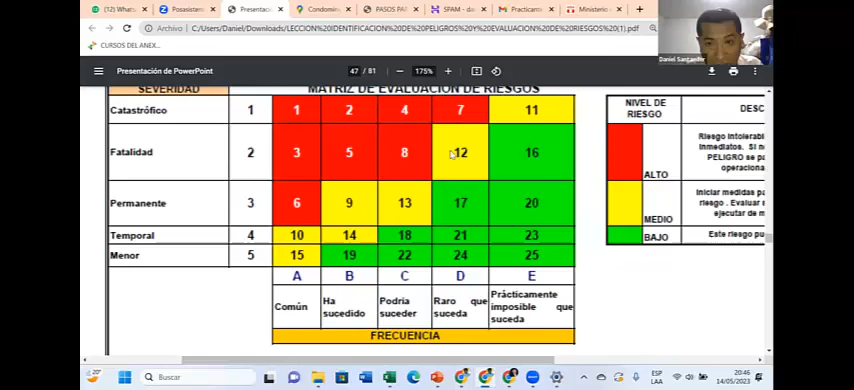 (12) Whats
Posasistem
Presentacio
Condomini
PASOS PAR
SPAM - da
Practicame
Ministerio d
Archivo
C:/Users/Daniel/Downloads/LECCION%20IDENTIFICACION%20DE%20PELIGROS%20Y%20EVALUACION%20DE%20RIESGOS%20(1).pdf
CURSOS DEL ANEX...
Daniel Santander
Presentación de PowerPoint
47 / 81
175%
SEVERIDAD
MATRIZ DE EVALUACIÓN DE RIESGOS
Catastrófico 1 1 2 4 7 11
Fatalidad 2 3 5 8 12 16
Permanente 3 6 9 13 17 20
Temporal 4 10 14 18 21 23
Menor 5 15 19 22 24 25
A B C D E
Común
Ha sucedido
Podría suceder
Raro que suceda
Prácticamente imposible que suceda
FRECUENCIA
NIVEL DE RIESGO
DESC
ALTO
Riesgo intolerabl
inmediatos. Si n
PELIGRO se pa
operaciona
MEDIO
Iniciar medidas pa
riesgo . Evaluar
ejecutar de m
BAJO
Este riesgo pu
Buscar
ESP
LAA
20:46
14/05/2023